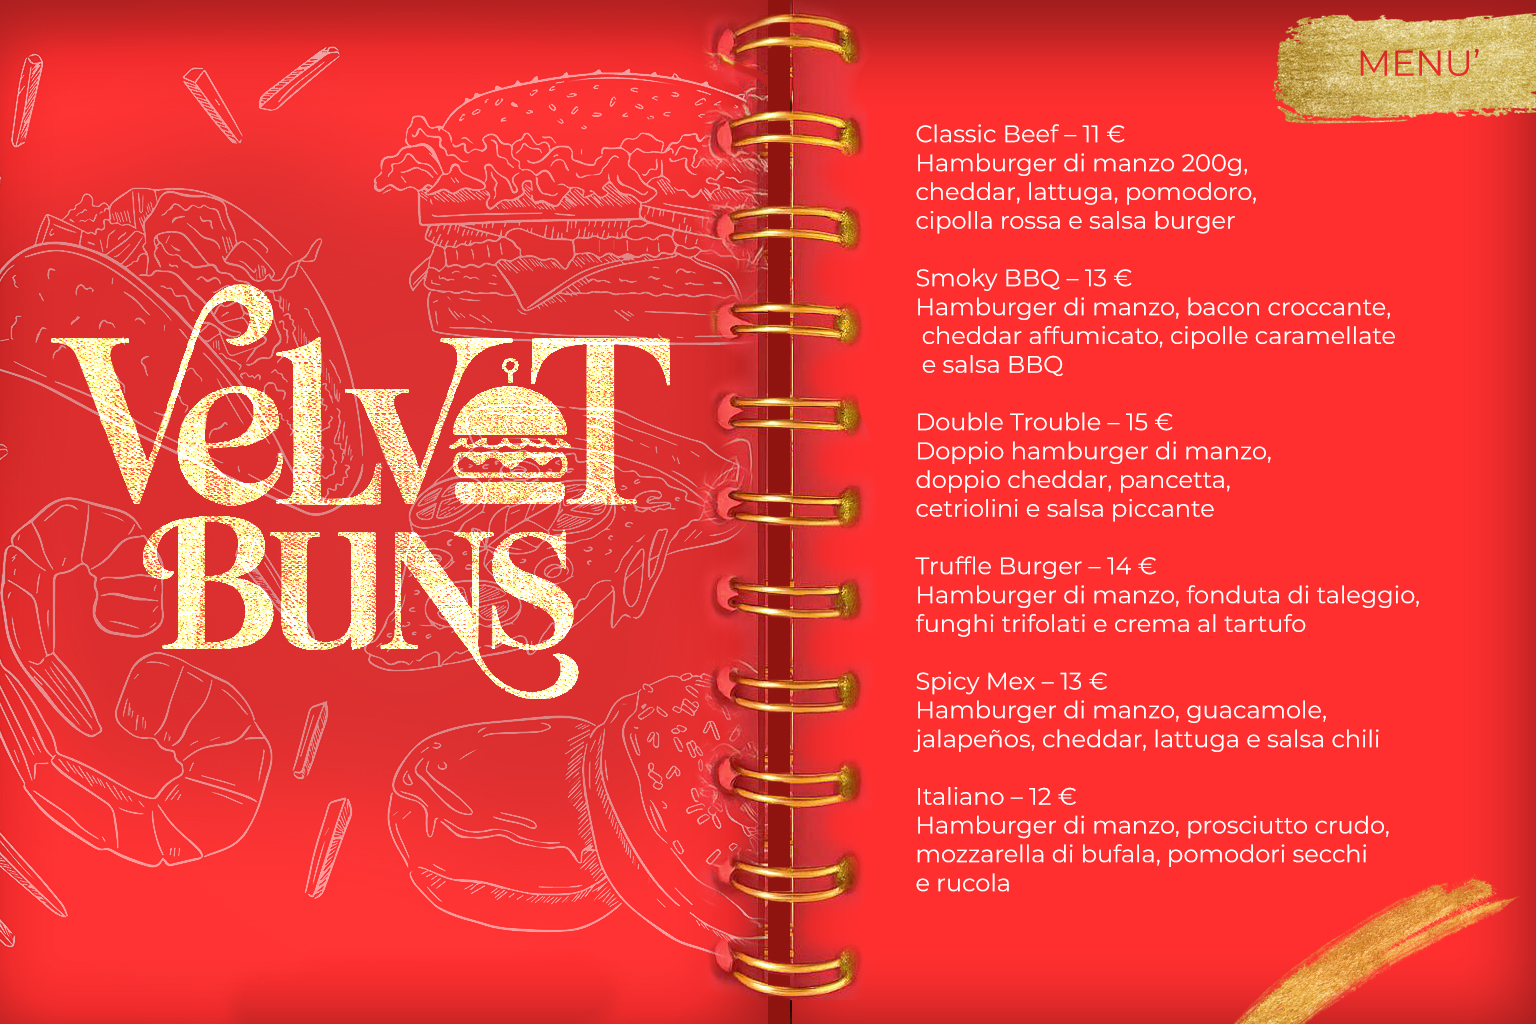 VELVET
BUNS
MENU'
Classic Beef – 11 €
Hamburger di manzo 200g,
cheddar, lattuga, pomodoro,
cipolla rossa e salsa burger
Smoky BBQ – 13 €
Hamburger di manzo, bacon croccante,
cheddar affumicato, cipolle caramellate
e salsa BBQ
Double Trouble – 15 €
Doppio hamburger di manzo,
doppio cheddar, pancetta,
cetriolini e salsa piccante
Truffle Burger – 14 €
Hamburger di manzo, fonduta di taleggio,
funghi trifolati e crema al tartufo
Spicy Mex – 13 €
Hamburger di manzo, guacamole,
jalapeños, cheddar, lattuga e salsa chili
Italiano – 12 €
Hamburger di manzo, prosciutto crudo,
mozzarella di bufala, pomodori secchi
e rucola